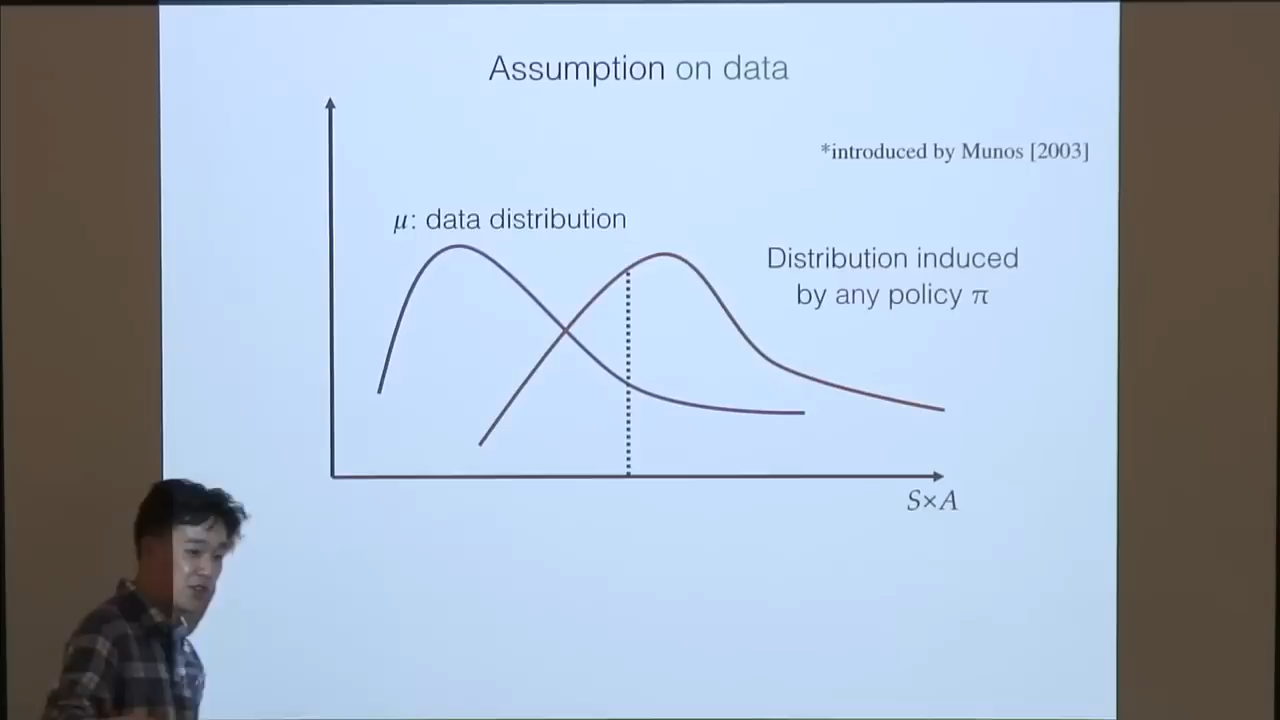 Assumption on data
*introduced by Munos [2003]
μ: data distribution
Distribution induced
by any policy π
S×A